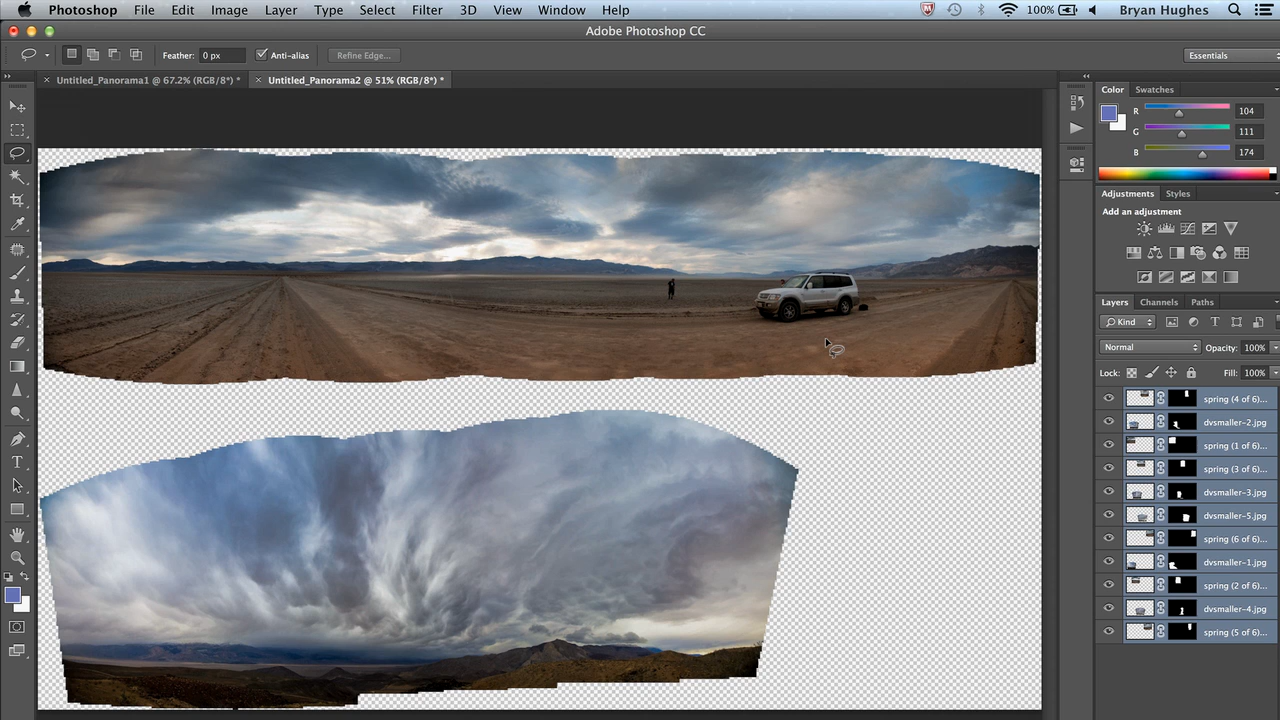 Photoshop File Edit Image Layer Type Select Filter 3D View Window Help 100% Bryan Hughes
Adobe Photoshop CC
Feather: 0 px Anti-alias Refine Edge... Essentials
× Untitled_Panorama1 @ 67.2% (RGB/8*) * × Untitled_Panorama2 @ 51% (RGB/8*) *
Color Swatches
R 104
G 111
B 174
Adjustments Styles
Add an adjustment
Layers Channels Paths
Kind
Normal Opacity: 100%
Lock: Fill: 100%
spring (4 of 6)...
dvsmaller-2.jpg
spring (1 of 6)...
spring (3 of 6)...
dvsmaller-3.jpg
dvsmaller-5.jpg
spring (6 of 6)...
dvsmaller-1.jpg
spring (2 of 6)...
dvsmaller-4.jpg
spring (5 of 6)...